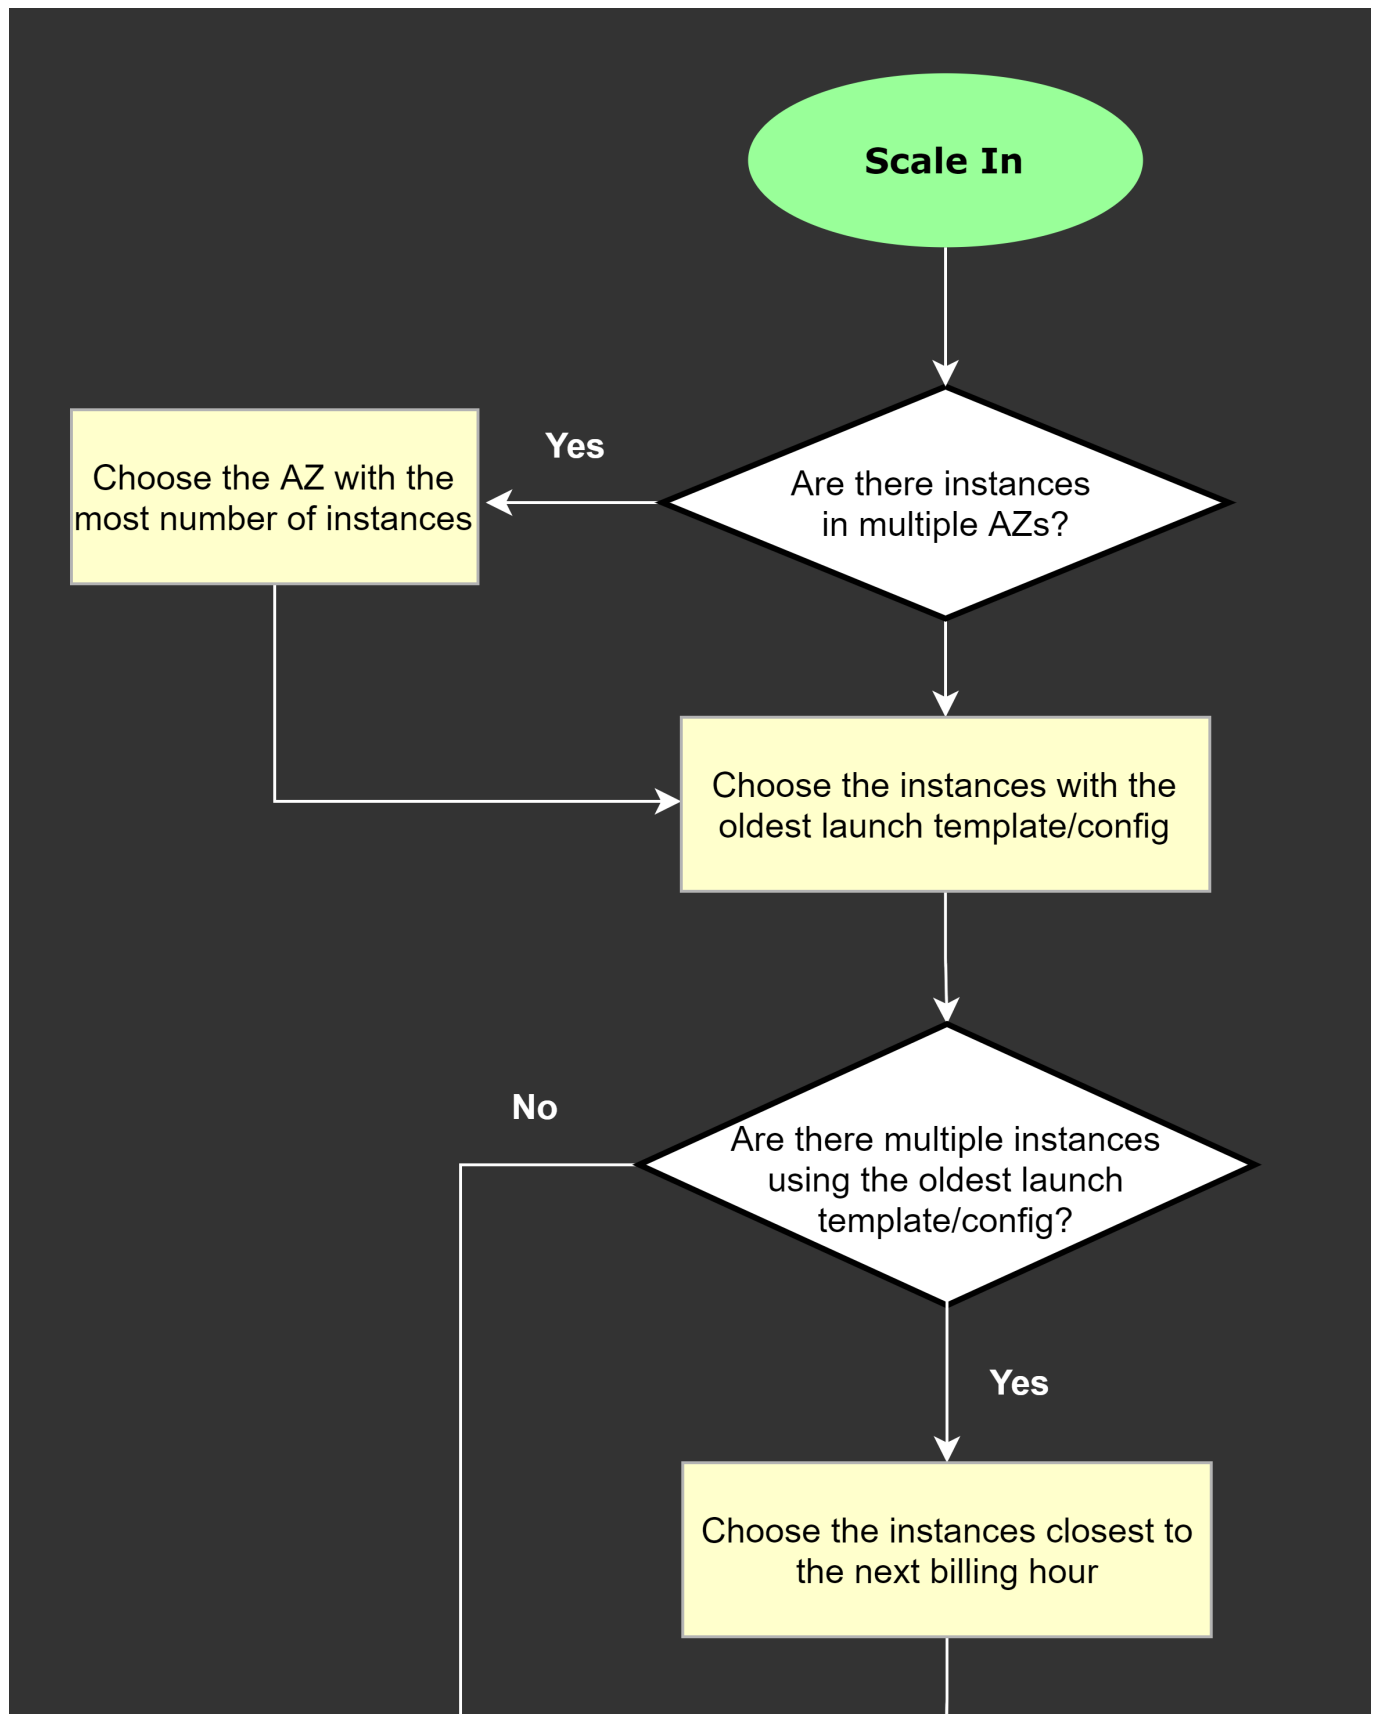 Scale In
Yes
Are there instances
in multiple AZs?
Choose the AZ with the
most number of instances
Choose the instances with the
oldest launch template/config
No
Are there multiple instances
using the oldest launch
template/config?
Yes
Choose the instances closest to
the next billing hour